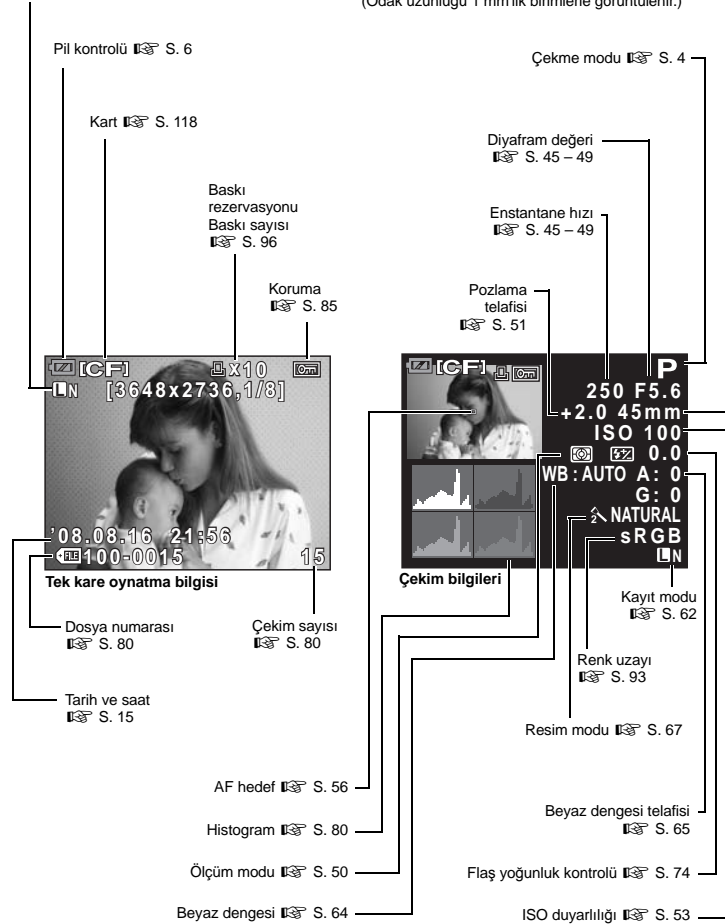 (Odak uzunluğu 1 mm'lik birimlerle görüntülenir.)
Pil kontrolü ☞ S. 6
Çekme modu ☞ S. 4
Kart ☞ S. 118
Diyafram değeri
☞ S. 45 – 49
Baskı
rezervasyonu
Baskı sayısı
☞ S. 96
Enstantane hızı
☞ S. 45 – 49
Koruma
☞ S. 85
Pozlama
telafisi
☞ S. 51
[CF] x10
LN [3648x2736,1/8]
'08.08.16 21:56
FILE 100-0015 15
Tek kare oynatma bilgisi
[CF] P
250 F5.6
+2.0 45mm
ISO 100
0.0
WB : AUTO A: 0
G: 0
2 NATURAL
sRGB
LN
Çekim bilgileri
Kayıt modu
☞ S. 62
Dosya numarası
☞ S. 80
Çekim sayısı
☞ S. 80
Renk uzayı
☞ S. 93
Tarih ve saat
☞ S. 15
Resim modu ☞ S. 67
AF hedef ☞ S. 56
Histogram ☞ S. 80
Beyaz dengesi telafisi
☞ S. 65
Ölçüm modu ☞ S. 50
Flaş yoğunluk kontrolü ☞ S. 74
Beyaz dengesi ☞ S. 64
ISO duyarlılığı ☞ S. 53